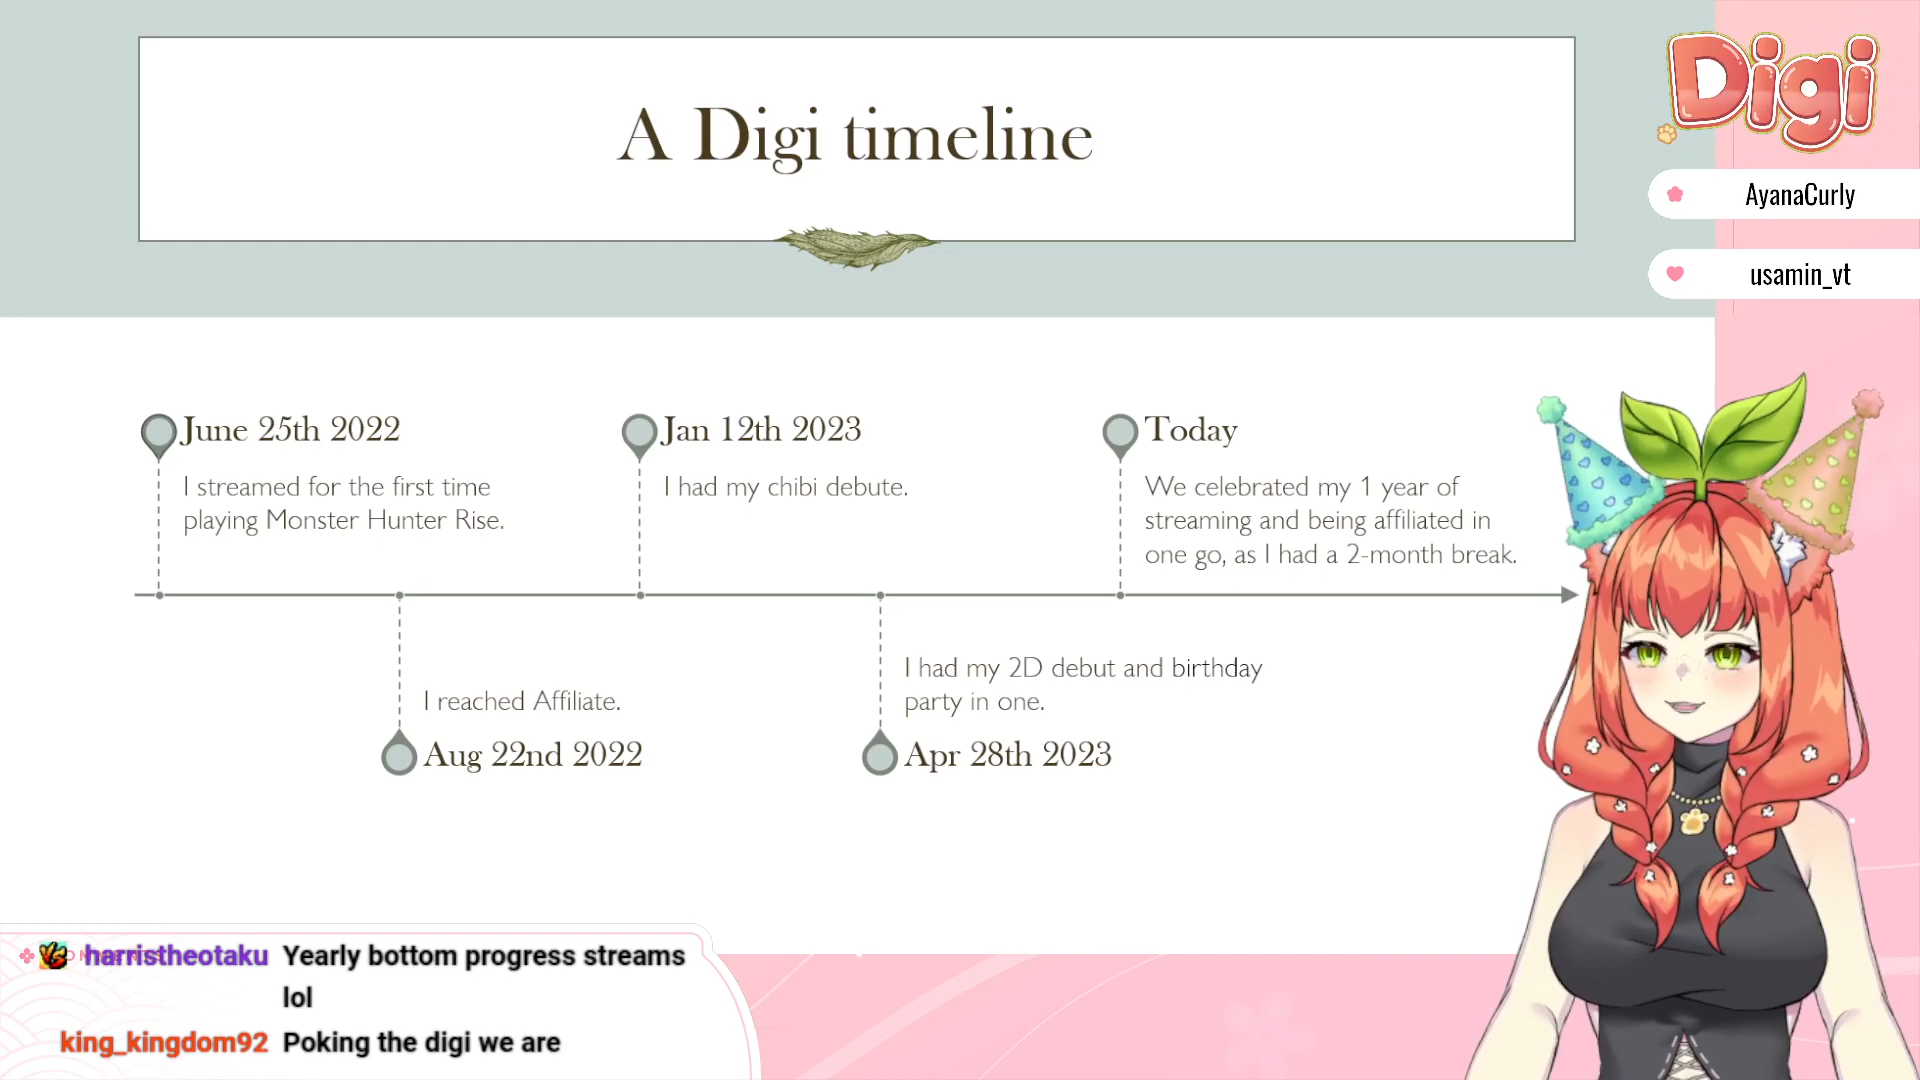 A Digi timeline
Digi
AyanaCurly
usamin_vt
June 25th 2022
I streamed for the first time
playing Monster Hunter Rise.
Jan 12th 2023
I had my chibi debute.
Today
We celebrated my 1 year of
streaming and being affiliated in
one go, as I had a 2-month break.
I reached Affiliate.
Aug 22nd 2022
I had my 2D debut and birthday
party in one.
Apr 28th 2023
harristheotaku Yearly bottom progress streams
lol
king_kingdom92 Poking the digi we are